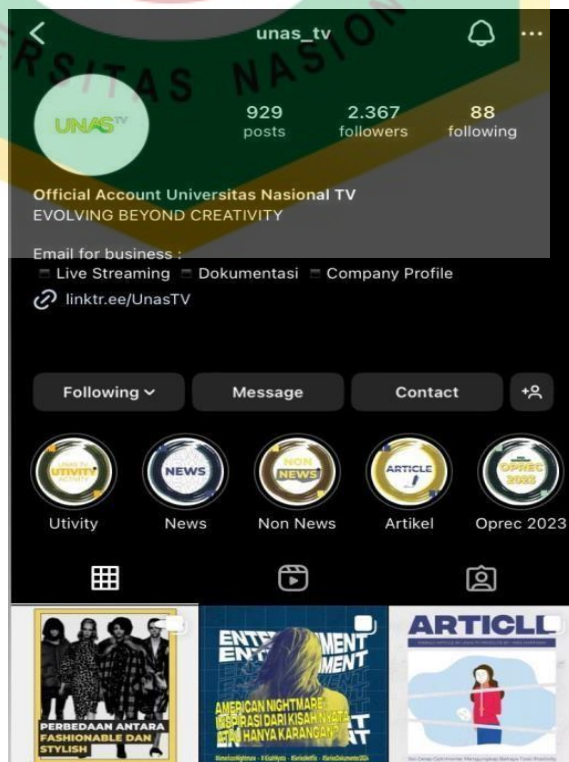 unas_tv
RSITAS NASION
UNAS TV
929 2.367 88
posts followers following
Official Account Universitas Nasional TV
EVOLVING BEYOND CREATIVITY
Email for business :
Live Streaming Dokumentasi Company Profile
linktr.ee/UnasTV
Following Message Contact
UNAS TV
UTIVITY
ACTIVITY
NEWS
NON
NEWS
ARTICLE
OPREC
2023
Utivity News Non News Artikel Oprec 2023
PERBEDAAN ANTARA
FASHIONABLE DAN
STYLISH
AMERICAN NIGHTMARE:
INSPIRASI DARI KISAH NYATA
ATAU HANYA KARANGAN?
ARTICLE